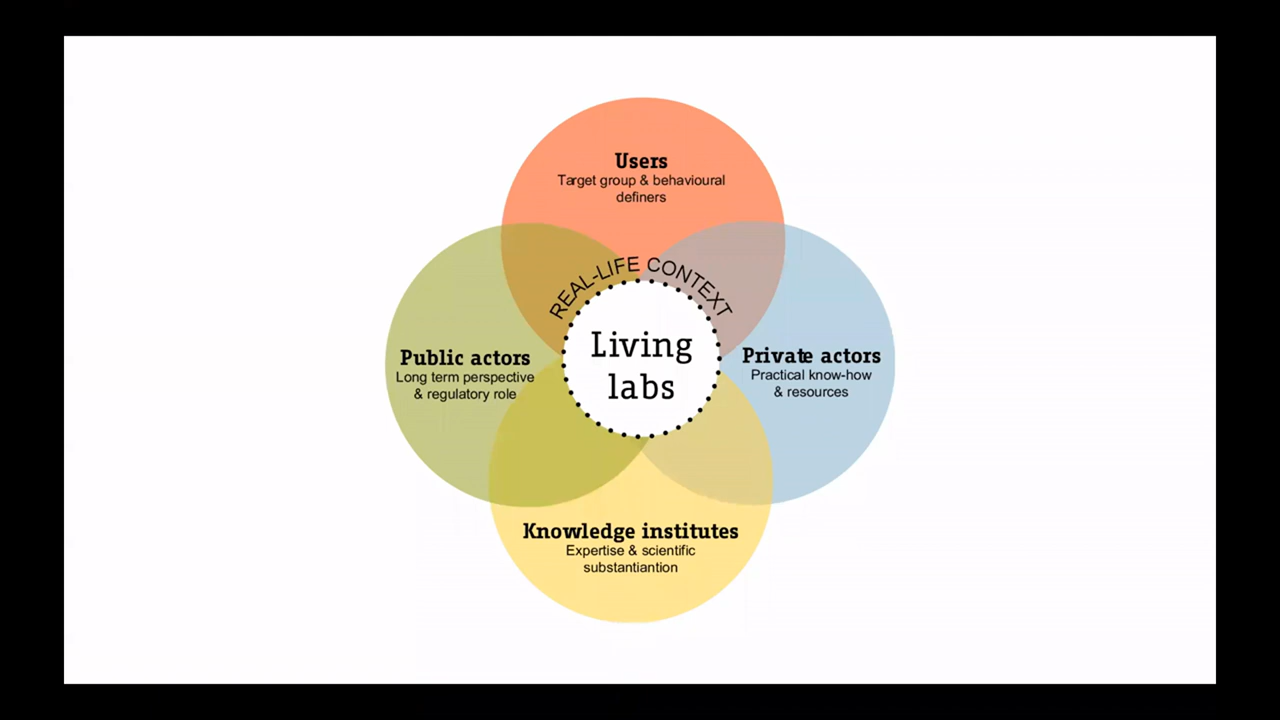 Users
Target group & behavioural
definers
REAL-LIFE CONTEXT
Living
labs
Public actors
Long term perspective
& regulatory role
Private actors
Practical know-how
& resources
Knowledge institutes
Expertise & scientific
substantiantion